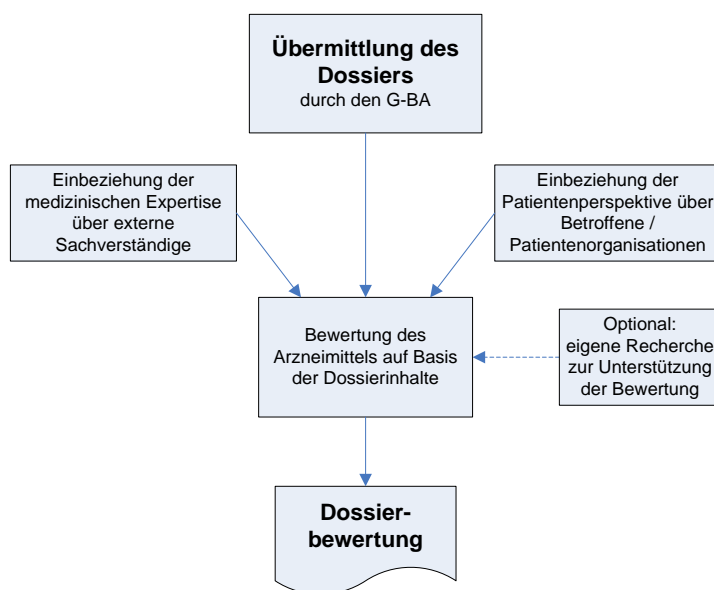 Übermittlung des
Dossiers
durch den G-BA
Einbeziehung der
medizinischen Expertise
über externe
Sachverständige
Einbeziehung der
Patientenperspektive über
Betroffene /
Patientenorganisationen
Bewertung des
Arzneimittels auf Basis
der Dossierinhalte
Optional:
eigene Recherche
zur Unterstützung
der Bewertung
Dossier-
bewertung